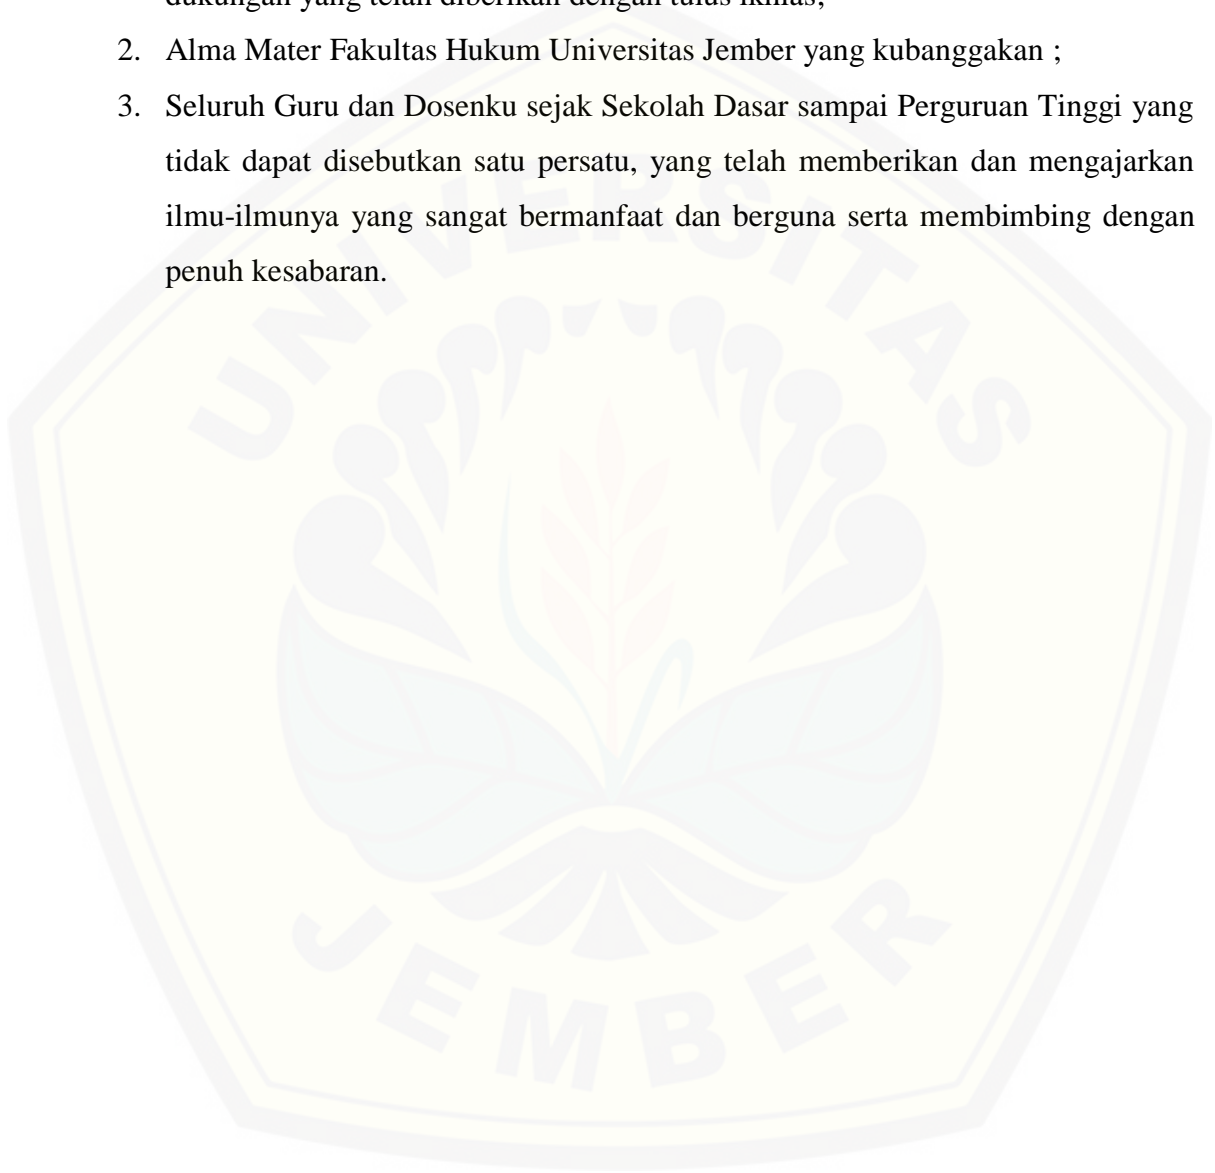 dukungan yang telah diberikan dengan tulus ikhlas;
2. Alma Mater Fakultas Hukum Universitas Jember yang kubanggakan ;
3. Seluruh Guru dan Dosenku sejak Sekolah Dasar sampai Perguruan Tinggi yang
tidak dapat disebutkan satu persatu, yang telah memberikan dan mengajarkan
ilmu-ilmunya yang sangat bermanfaat dan berguna serta membimbing dengan
penuh kesabaran.
UNIVERSITAS
JEMBER